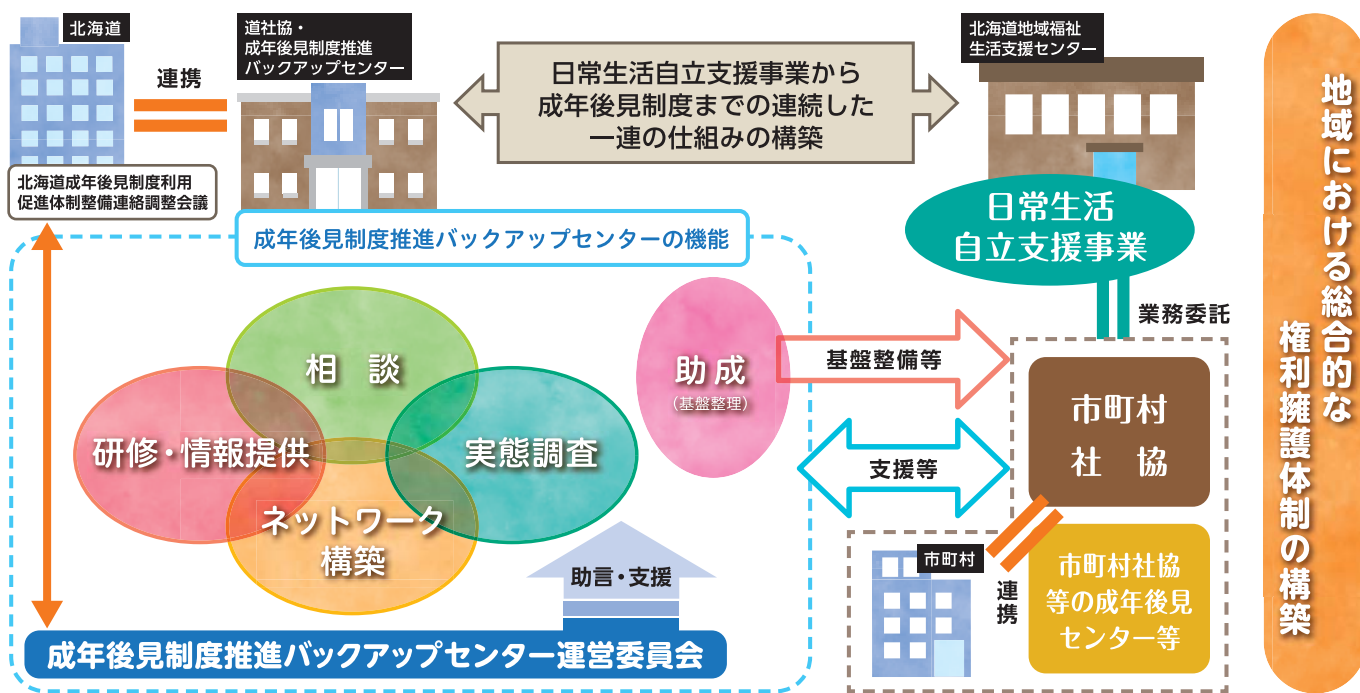 北海道
道社協・
成年後見制度推進
バックアップセンター
連携
日常生活自立支援事業から
成年後見制度までの連続した
一連の仕組みの構築
北海道地域福祉
生活支援センター
北海道成年後見制度利用
促進体制整備連絡調整会議
日常生活
自立支援事業
業務委託
成年後見制度推進バックアップセンターの機能
相　談
研修・情報提供
実態調査
ネットワーク
構築
助成
(基盤整理)
基盤整備等
支援等
市町村
社　協
市町村
連携
市町村社協
等の成年後見
センター等
助言・支援
成年後見制度推進バックアップセンター運営委員会
地域における総合的な
権利擁護体制の構築